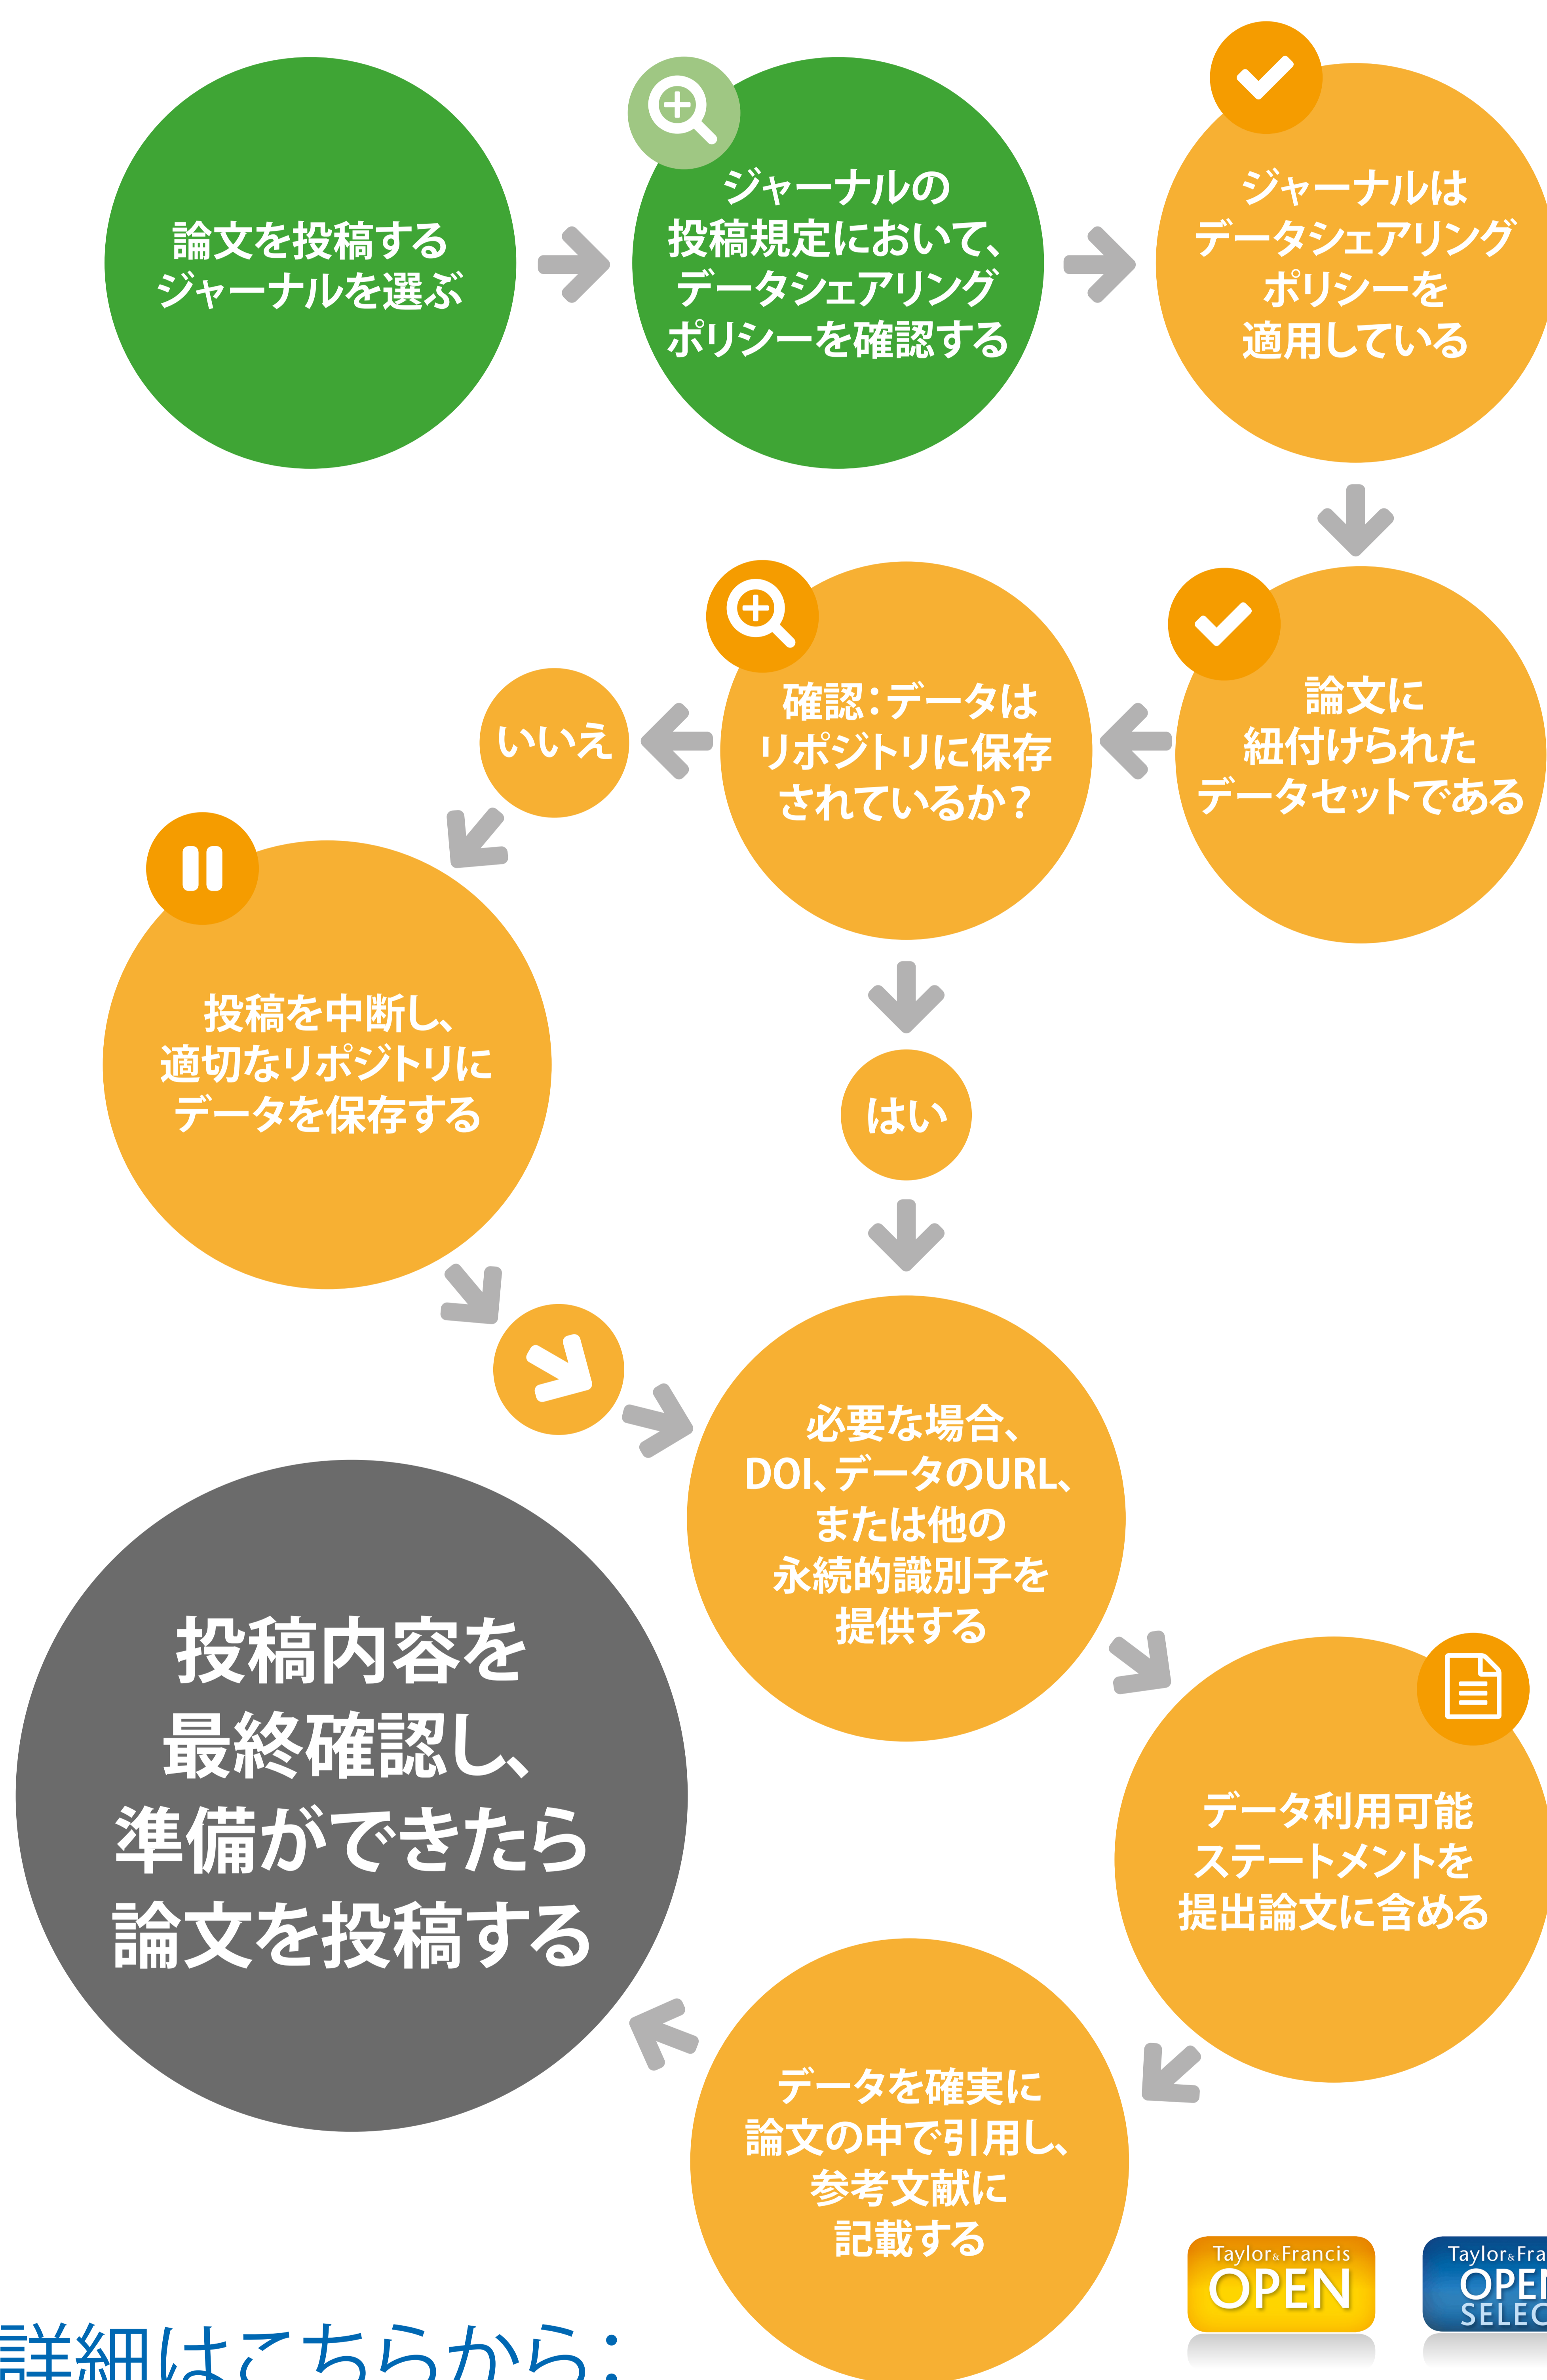 論文を投稿する
ジャーナルを選ぶ
ジャーナルの
投稿規定において、
データシェアリング
ポリシーを確認する
ジャーナルは
データシェアリング
ポリシーを
適用している
論文に
紐付けられた
データセットである
確認：データは
リポジトリに保存
されているか？
いいえ
投稿を中断し、
適切なリポジトリに
データを保存する
はい
必要な場合、
DOI、データのURL、
または他の
永続的識別子を
提供する
データ利用可能
ステートメントを
提出論文に含める
データを確実に
論文の中で引用し、
参考文献に
記載する
投稿内容を
最終確認し、
準備ができたら
論文を投稿する
Taylor & Francis
OPEN
Taylor & Fra
OPEN
SELEC
詳細はこちらから：